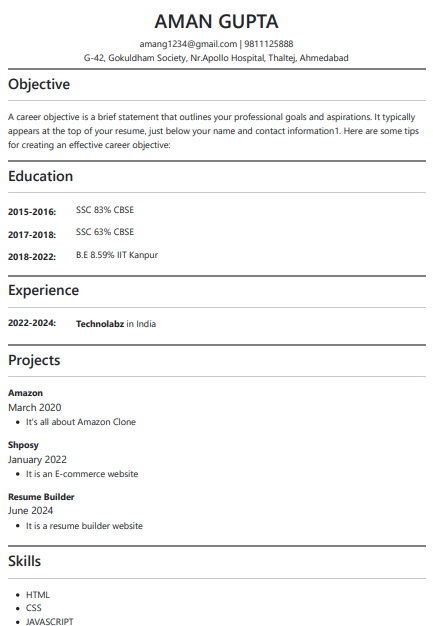 AMAN GUPTA
amang1234@gmail.com | 9811125888
G-42, Gokuldham Society, Nr.Apollo Hospital, Thaltej, Ahmedabad
Objective
A career objective is a brief statement that outlines your professional goals and aspirations. It typically
appears at the top of your resume, just below your name and contact information1. Here are some tips
for creating an effective career objective:
Education
2015-2016: SSC 83% CBSE
2017-2018: SSC 63% CBSE
2018-2022: B.E 8.59% IIT Kanpur
Experience
2022-2024: Technolabz in India
Projects
Amazon
March 2020
• It's all about Amazon Clone
Shposy
January 2022
• It is an E-commerce website
Resume Builder
June 2024
• It is a resume builder website
Skills
• HTML
• CSS
• JAVASCRIPT